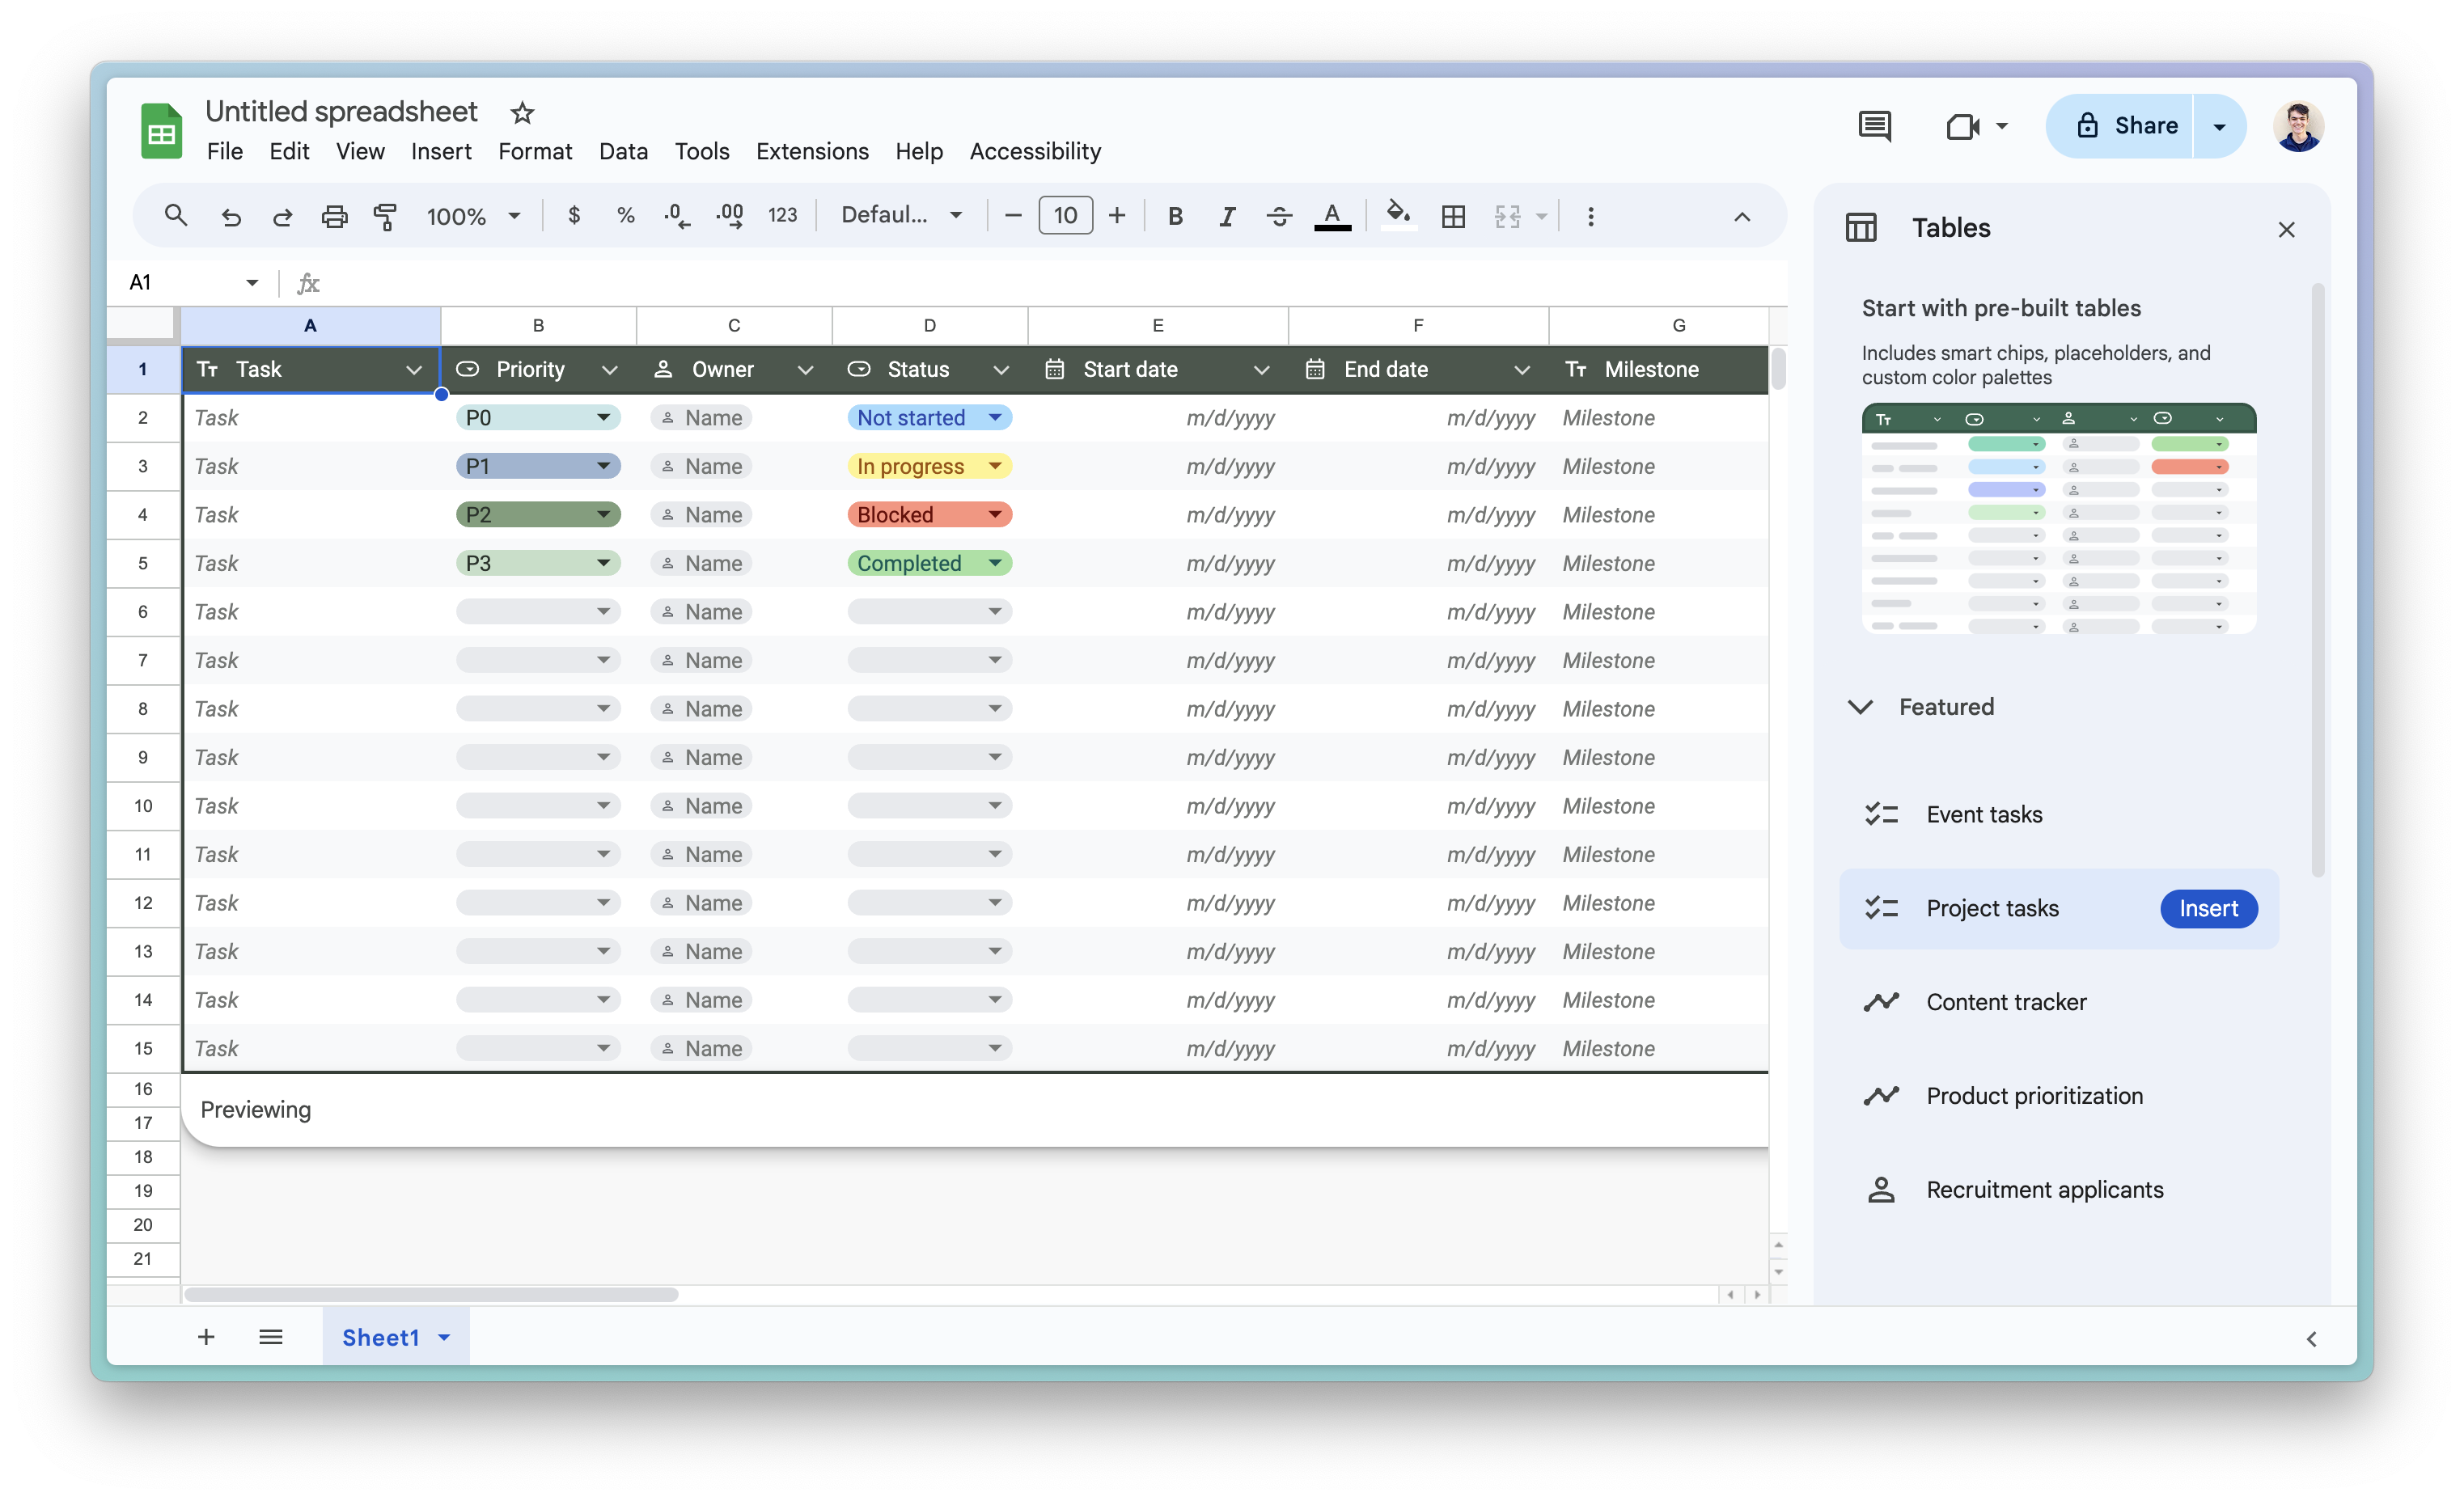 Untitled spreadsheet
File Edit View Insert Format Data Tools Extensions Help Accessibility
Share
100% $ % .0 .00 123 Defaul... 10 B I A
A1 fx
A B C D E F G
1 Task Priority Owner Status Start date End date Milestone
2 Task P0 Name Not started m/d/yyyy m/d/yyyy Milestone
3 Task P1 Name In progress m/d/yyyy m/d/yyyy Milestone
4 Task P2 Name Blocked m/d/yyyy m/d/yyyy Milestone
5 Task P3 Name Completed m/d/yyyy m/d/yyyy Milestone
6 Task Name m/d/yyyy m/d/yyyy Milestone
7 Task Name m/d/yyyy m/d/yyyy Milestone
8 Task Name m/d/yyyy m/d/yyyy Milestone
9 Task Name m/d/yyyy m/d/yyyy Milestone
10 Task Name m/d/yyyy m/d/yyyy Milestone
11 Task Name m/d/yyyy m/d/yyyy Milestone
12 Task Name m/d/yyyy m/d/yyyy Milestone
13 Task Name m/d/yyyy m/d/yyyy Milestone
14 Task Name m/d/yyyy m/d/yyyy Milestone
15 Task Name m/d/yyyy m/d/yyyy Milestone
16
Previewing
17
18
19
20
21
Sheet1
Tables
Start with pre-built tables
Includes smart chips, placeholders, and
custom color palettes
Featured
Event tasks
Project tasks Insert
Content tracker
Product prioritization
Recruitment applicants